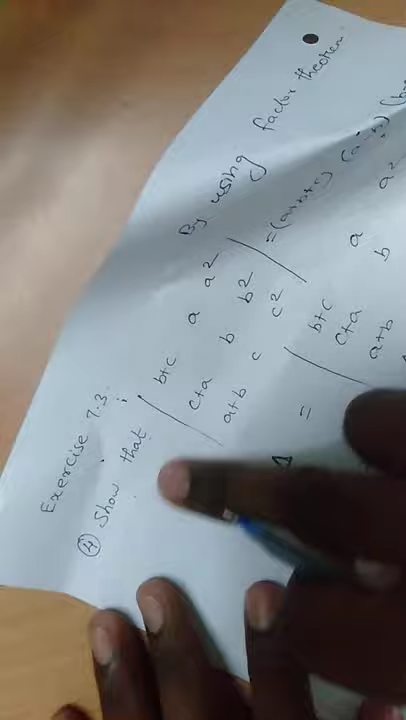 Exercise 7.3.
By using factor theorem
④ Show that
| b+c a a² |
| c+a b b² | = (a+b+c) (a-b)
| a+b c c² |
Δ = | b+c a a²
c+a b
a+b